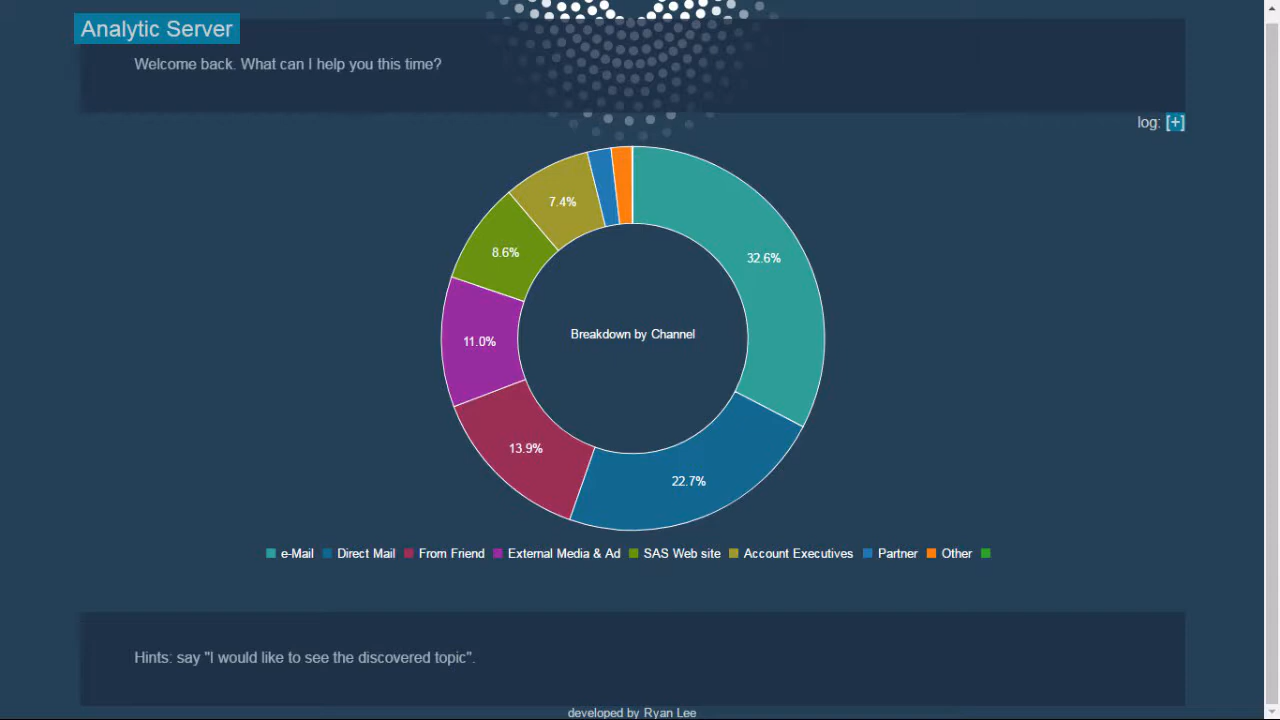 Analytic Server
Welcome back. What can I help you this time?
log: [+]
7.4%
32.6%
8.6%
Breakdown by Channel
11.0%
13.9%
22.7%
e-Mail Direct Mail From Friend External Media & Ad SAS Web site Account Executives Partner Other
Hints: say "I would like to see the discovered topic".
developed by Ryan Lee